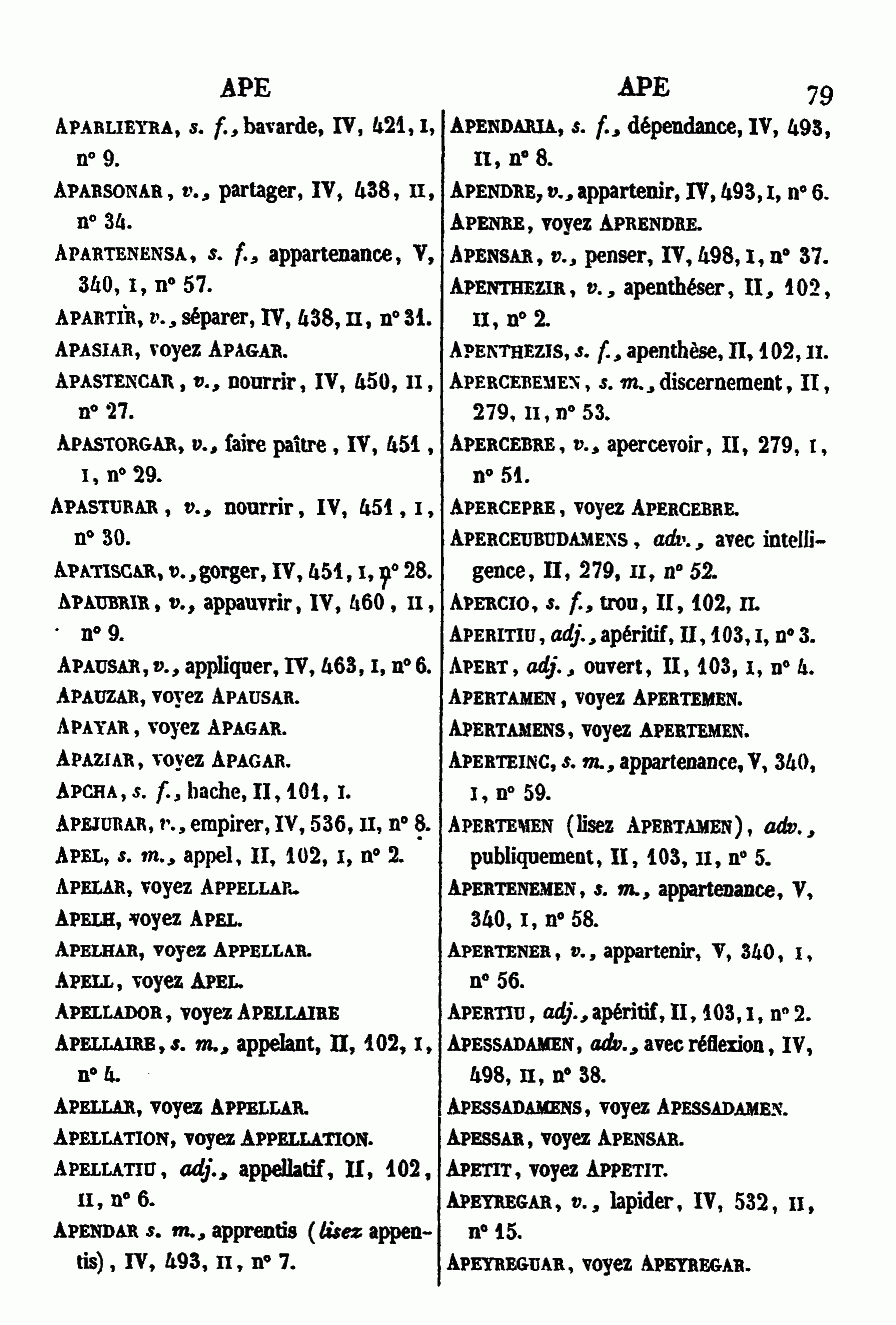 APE
APE
79
APARLIEYRA, s. f., bavarde, IV, 421, I,
n° 9.
APARSONAR, v., partager, IV, 438, II,
n° 34.
APARTENENSA, s. f., appartenance, V,
340, I, n° 57.
APARTIR, v., séparer, IV, 438, II, n° 31.
APASIAR, voyez APAGAR.
APASTENCAR, v., nourrir, IV, 450, II,
n° 27.
APASTORGAR, v., faire paître, IV, 451,
I, n° 29.
APASTURAR, v., nourrir, IV, 451, I,
n° 30.
APATISCAR, v., gorger, IV, 451, I, n° 28.
APAUBRIR, v., appauvrir, IV, 460, II,
n° 9.
APAUSAR, v., appliquer, IV, 463, I, n° 6.
APAUZAR, voyez APAUSAR.
APAYAR, voyez APAGAR.
APAZIAR, voyez APAGAR.
APCHA, s. f., hache, II, 101, I.
APEJURAR, v., empirer, IV, 536, II, n° 8.
APEL, s. m., appel, II, 102, I, n° 2.
APELAR, voyez APPELLAR.
APELH, voyez APEL.
APELHAR, voyez APPELLAR.
APELL, voyez APEL.
APELLADOR, voyez APELLAIRE
APELLAIRE, s. m., appelant, II, 102, I,
n° 4.
APELLAR, voyez APPELLAR.
APELLATION, voyez APPELLATION.
APELLATIU, adj., appellatif, II, 102,
II, n° 6.
APENDAR s. m., apprentis (lisez appen-
tis), IV, 493, II, n° 7.
APENDARIA, s. f., dépendance, IV, 493,
II, n° 8.
APENDRE, v., appartenir, IV, 493, I, n° 6.
APENRE, voyez APRENDRE.
APENSAR, v., penser, IV, 498, I, n° 37.
APENTHEZIR, v., apenthéser, II, 102,
II, n° 2.
APENTHEZIS, s. f., apenthèse, II, 102, II.
APERCEBEMEN, s. m., discernement, II,
279, II, n° 53.
APERCEBRE, v., apercevoir, II, 279, I,
n° 51.
APERCEPRE, voyez APERCEBRE.
APERCEUBUDAMENS, adv., avec intelli-
gence, II, 279, II, n° 52.
APERCIO, s. f., trou, II, 102, II.
APERITIU, adj., apéritif, II, 103, I, n° 3.
APERT, adj., ouvert, II, 103, I, n° 4.
APERTAMEN, voyez APERTEMEN.
APERTAMENS, voyez APERTEMEN.
APERTEINC, s. m., appartenance, V, 340,
I, n° 59.
APERTEMEN (lisez APERTAMEN), adv.,
publiquement, II, 103, II, n° 5.
APERTENEMEN, s. m., appartenance, V,
340, I, n° 58.
APERTENER, v., appartenir, V, 340, I,
n° 56.
APERTIU, adj., apéritif, II, 103, I, n° 2.
APESSADAMEN, adv., avec réflexion, IV,
498, II, n° 38.
APESSADAMENS, voyez APESSADAMEN.
APESSAR, voyez APENSAR.
APETIT, voyez APPETIT.
APEYREGAR, v., lapider, IV, 532, II,
n° 15.
APEYREGUAR, voyez APEYREGAR.